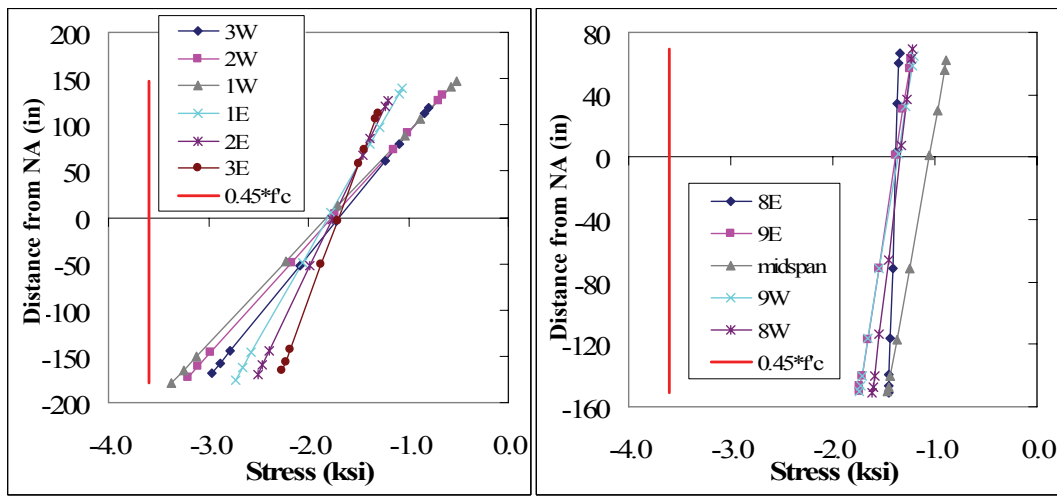 Distance from NA (in)
200
150
100
50
0
-50
-100
-150
-200
3W
2W
1W
1E
2E
3E
0.45*f'c
-4.0
-3.0
-2.0
-1.0
0.0
Stress (ksi)
Distance from NA (in)
80
40
0
-40
-80
-120
-160
8E
9E
midspan
9W
8W
0.45*f'c
-4.0
-3.0
-2.0
-1.0
0.0
Stress (ksi)